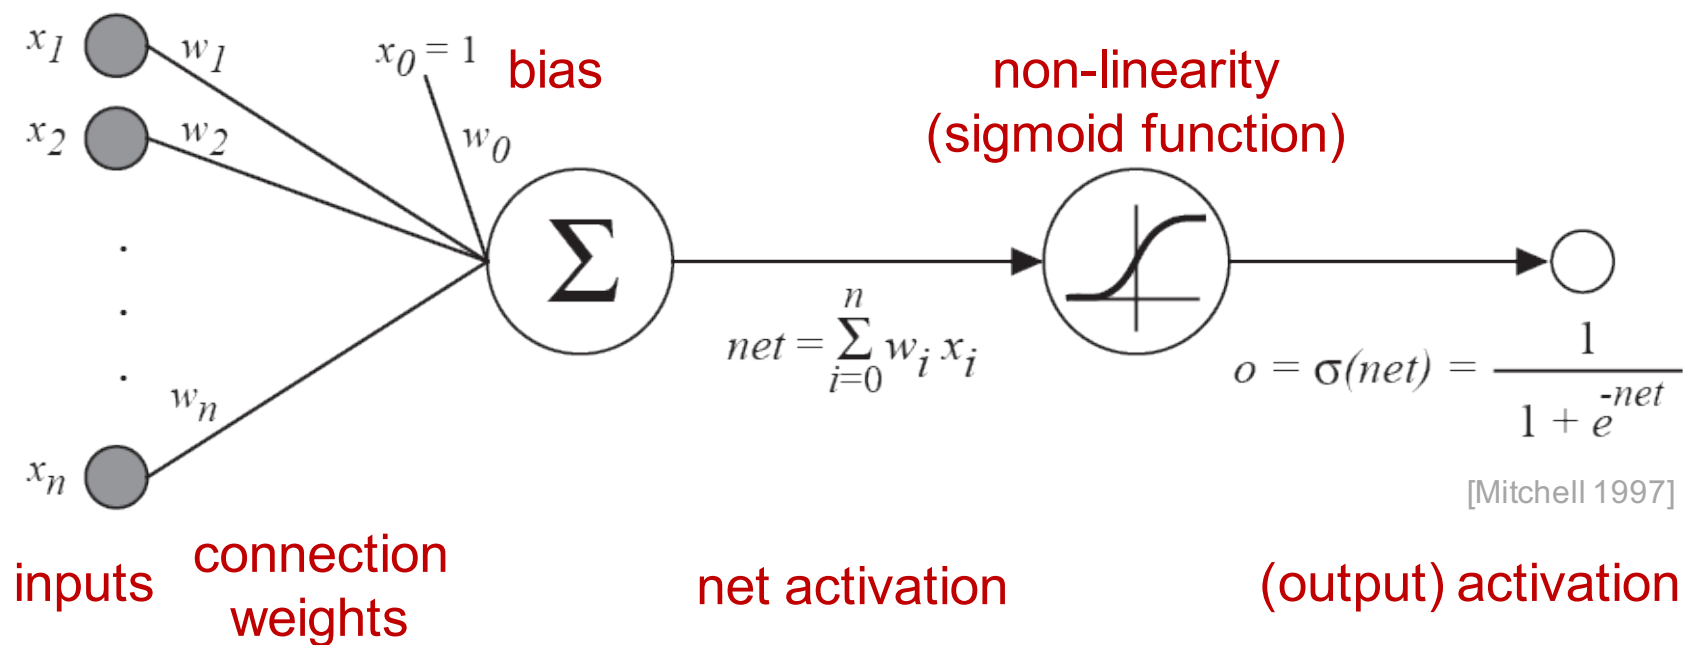 x1
w1
x0 = 1
bias
non-linearity
(sigmoid function)
x2
w2
w0
Σ
net = n∑i=0 wi xi
o = σ(net) = 1 / 1 + e-net
wn
xn
[Mitchell 1997]
inputs
connection
weights
net activation
(output) activation